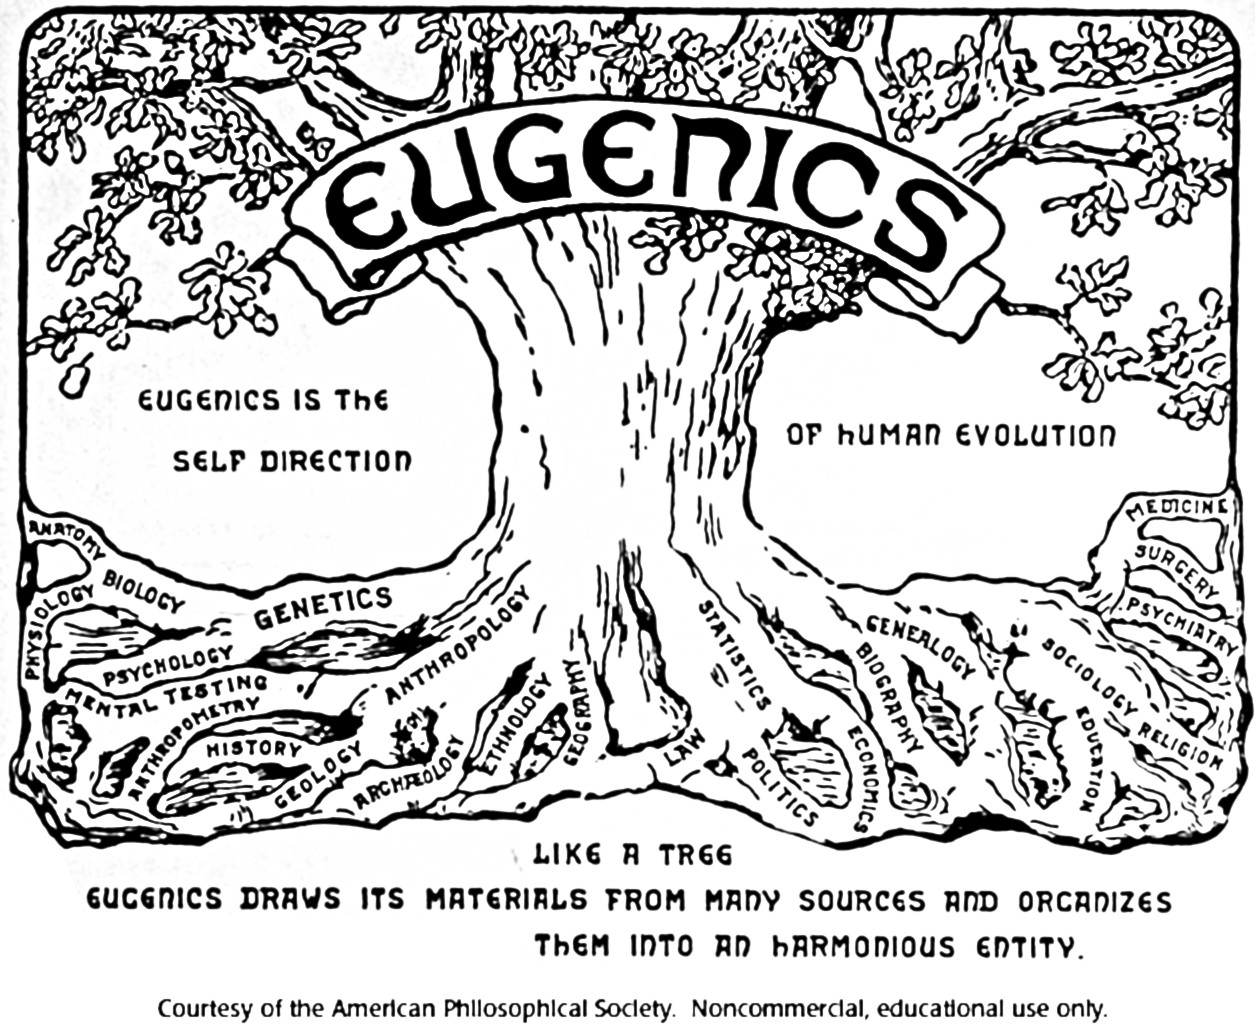 EUGENICS
EUGENICS IS THE
SELF DIRECTION
OF HUMAN EVOLUTION
ANATOMY
BIOLOGY
PHYSIOLOGY
GENETICS
PSYCHOLOGY
MENTAL TESTING
ANTHROPOMETRY
HISTORY
GEOLOGY
ANTHROPOLOGY
ARCHÆOLOGY
ETHNOLOGY
GEOGRAPHY
LAW
STATISTICS
POLITICS
ECONOMICS
BIOGRAPHY
GENEALOGY
SOCIOLOGY
EDUCATION
RELIGION
PSYCHIATRY
SURGERY
MEDICINE
LIKE A TREE
EUGENICS DRAWS ITS MATERIALS FROM MANY SOURCES AND ORGANIZES
THEM INTO AN HARMONIOUS ENTITY.
Courtesy of the American Philosophical Society. Noncommercial, educational use only.